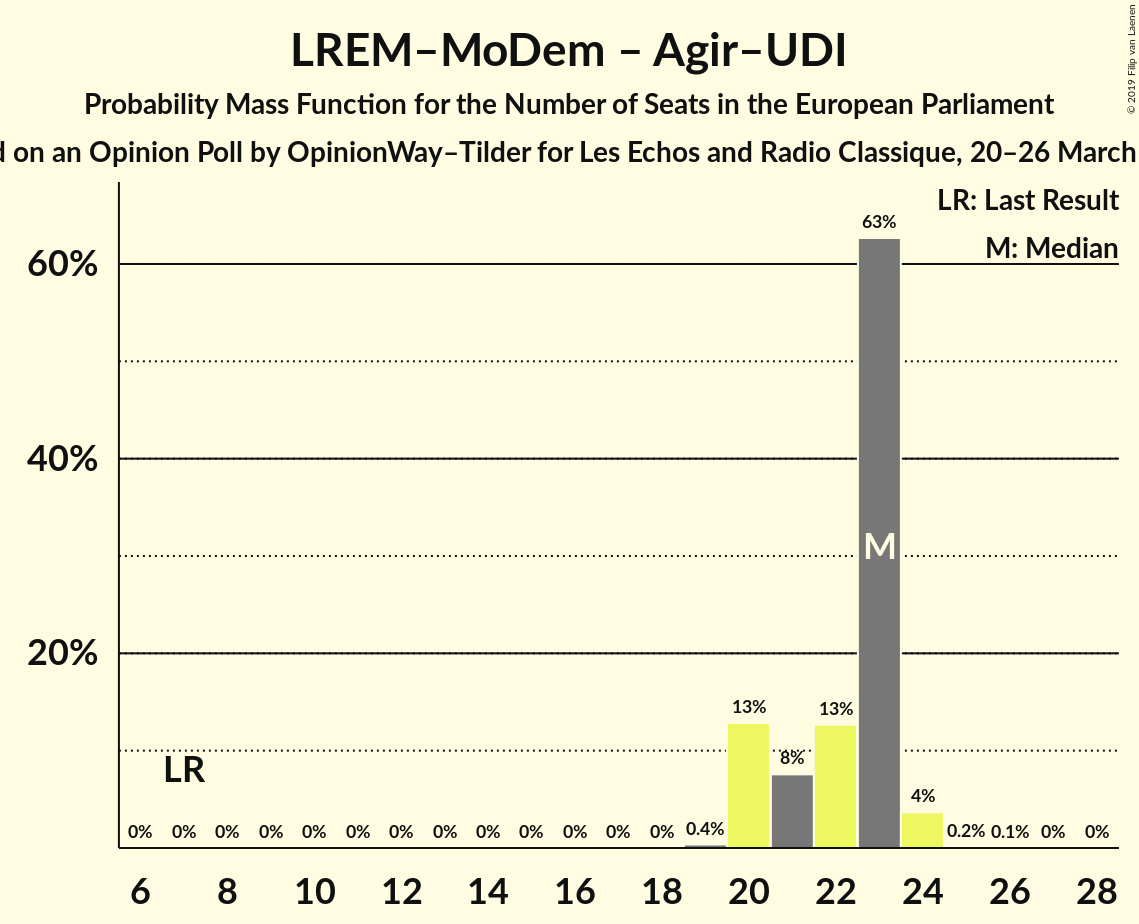 LREM–MoDem – Agir–UDI
Probability Mass Function for the Number of Seats in the European Parliament
on an Opinion Poll by OpinionWay–Tilder for Les Echos and Radio Classique, 20–26 March
© 2019 Filip van Laenen
LR: Last Result
M: Median
63%
60%
40%
M
20%
13% 13%
8%
LR
4%
0% 0% 0% 0% 0% 0% 0% 0% 0% 0% 0% 0% 0% 0.4% 0.2% 0.1% 0% 0%
6 8 10 12 14 16 18 20 22 24 26 28